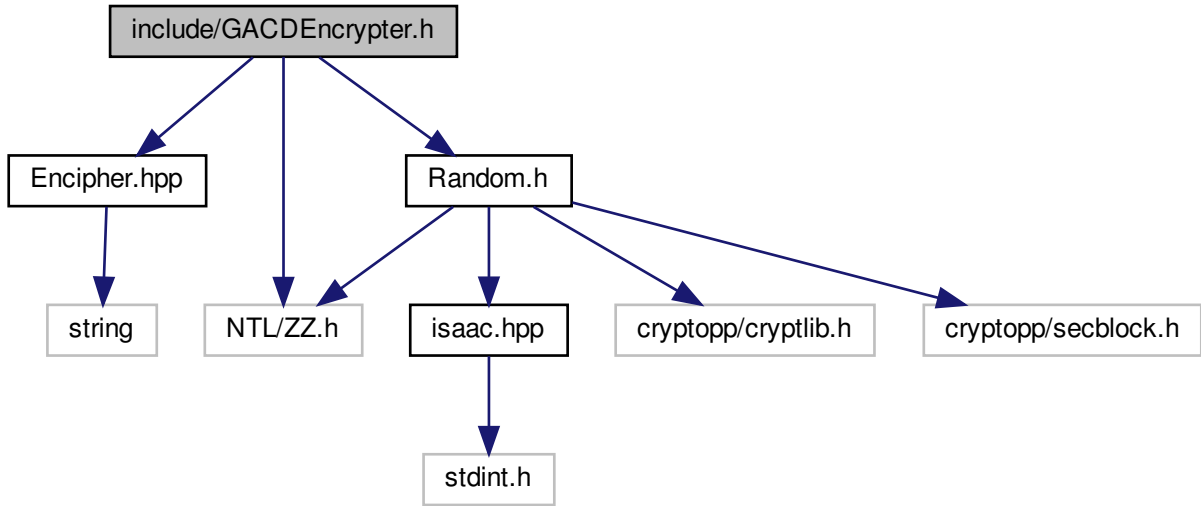 include/GACDEncrypter.h
Encipher.hpp
Random.h
string
NTL/ZZ.h
isaac.hpp
cryptopp/cryptlib.h
cryptopp/secblock.h
stdint.h